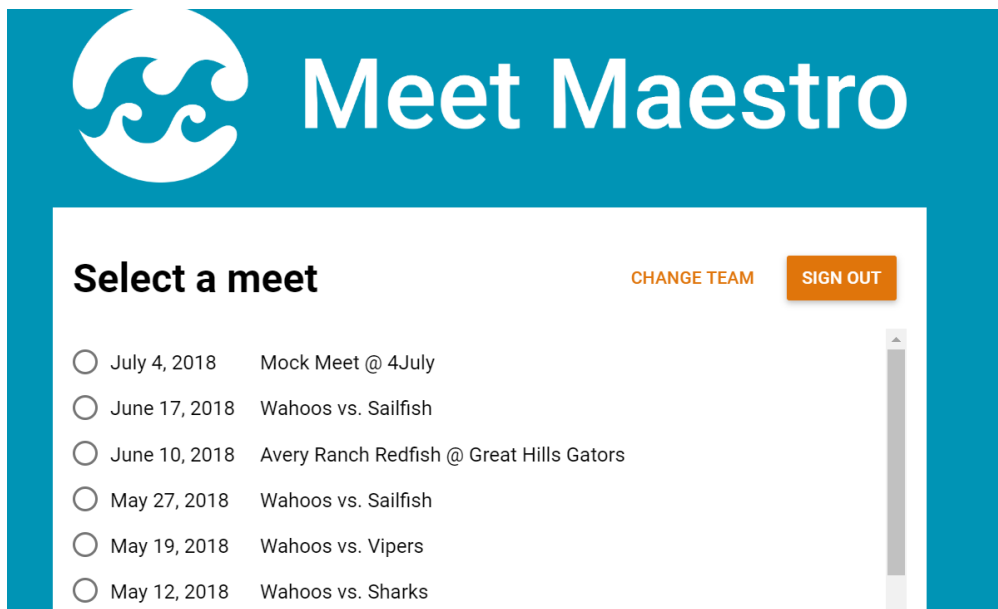 Meet Maestro
Select a meet
CHANGE TEAM
SIGN OUT
July 4, 2018 Mock Meet @ 4July
June 17, 2018 Wahoos vs. Sailfish
June 10, 2018 Avery Ranch Redfish @ Great Hills Gators
May 27, 2018 Wahoos vs. Sailfish
May 19, 2018 Wahoos vs. Vipers
May 12, 2018 Wahoos vs. Sharks